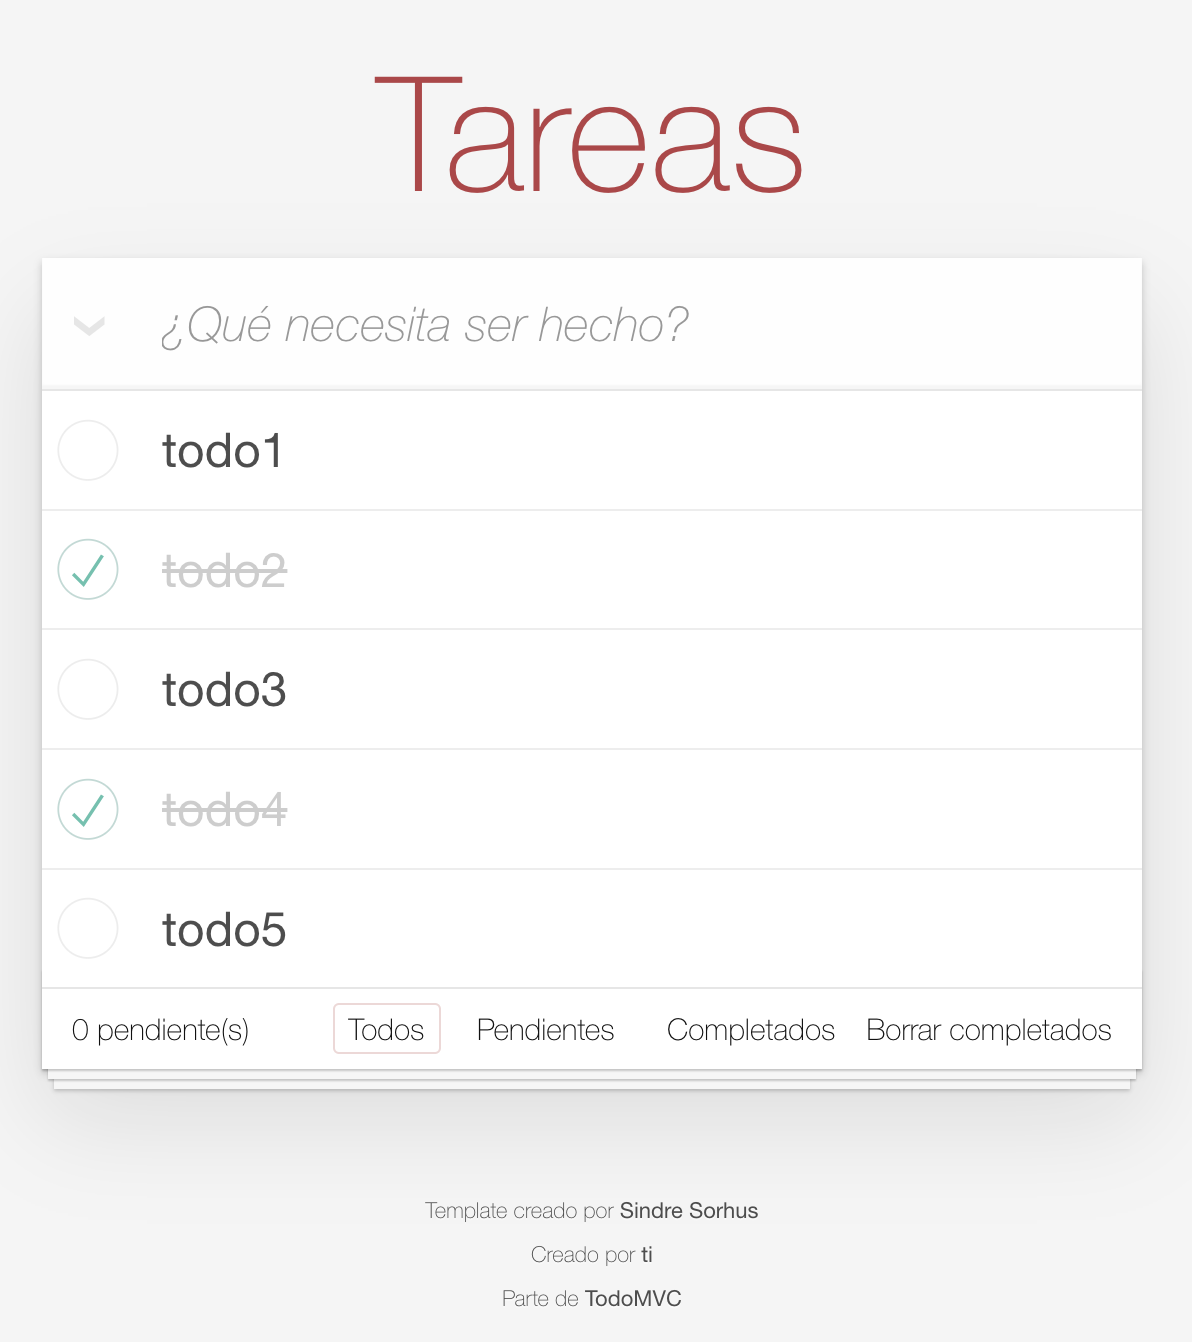 Tareas
¿Qué necesita ser hecho?
todo1
todo2
todo3
todo4
todo5
0 pendiente(s) Todos Pendientes Completados Borrar completados
Template creado por Sindre Sorhus
Creado por ti
Parte de TodoMVC